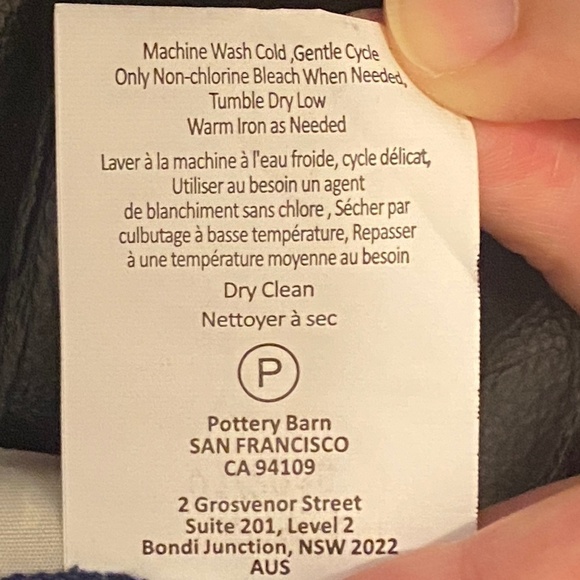 Machine Wash Cold ,Gentle Cycle
Only Non-chlorine Bleach When Needed,
Tumble Dry Low
Warm Iron as Needed
Laver à la machine à l'eau froide, cycle délicat,
Utiliser au besoin un agent
de blanchiment sans chlore , Sécher par
culbutage à basse température, Repasser
à une température moyenne au besoin
Dry Clean
Nettoyer à sec
P
Pottery Barn
SAN FRANCISCO
CA 94109
2 Grosvenor Street
Suite 201, Level 2
Bondi Junction, NSW 2022
AUS